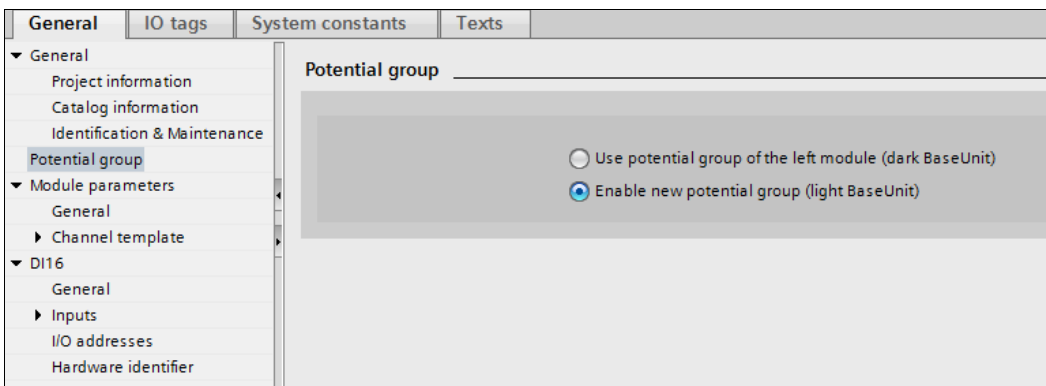 General IO tags System constants Texts
General
Project information
Catalog information
Identification & Maintenance
Potential group
Module parameters
General
Channel template
DI16
General
Inputs
I/O addresses
Hardware identifier
Potential group
Use potential group of the left module (dark BaseUnit)
Enable new potential group (light BaseUnit)